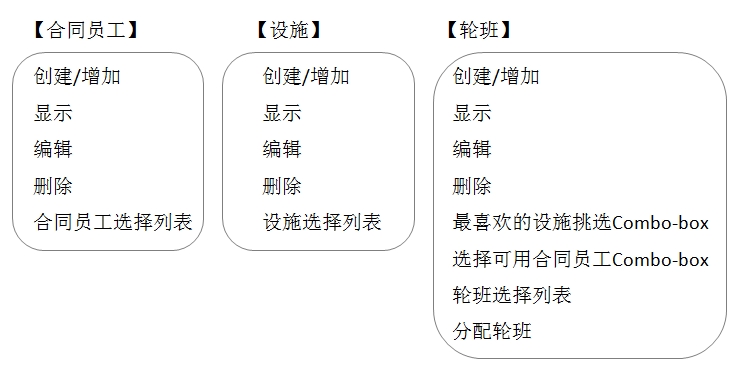 【合同员工】
创建/增加
显示
编辑
删除
合同员工选择列表
【设施】
创建/增加
显示
编辑
删除
设施选择列表
【轮班】
创建/增加
显示
编辑
删除
最喜欢的设施挑选Combo-box
选择可用合同员工Combo-box
轮班选择列表
分配轮班